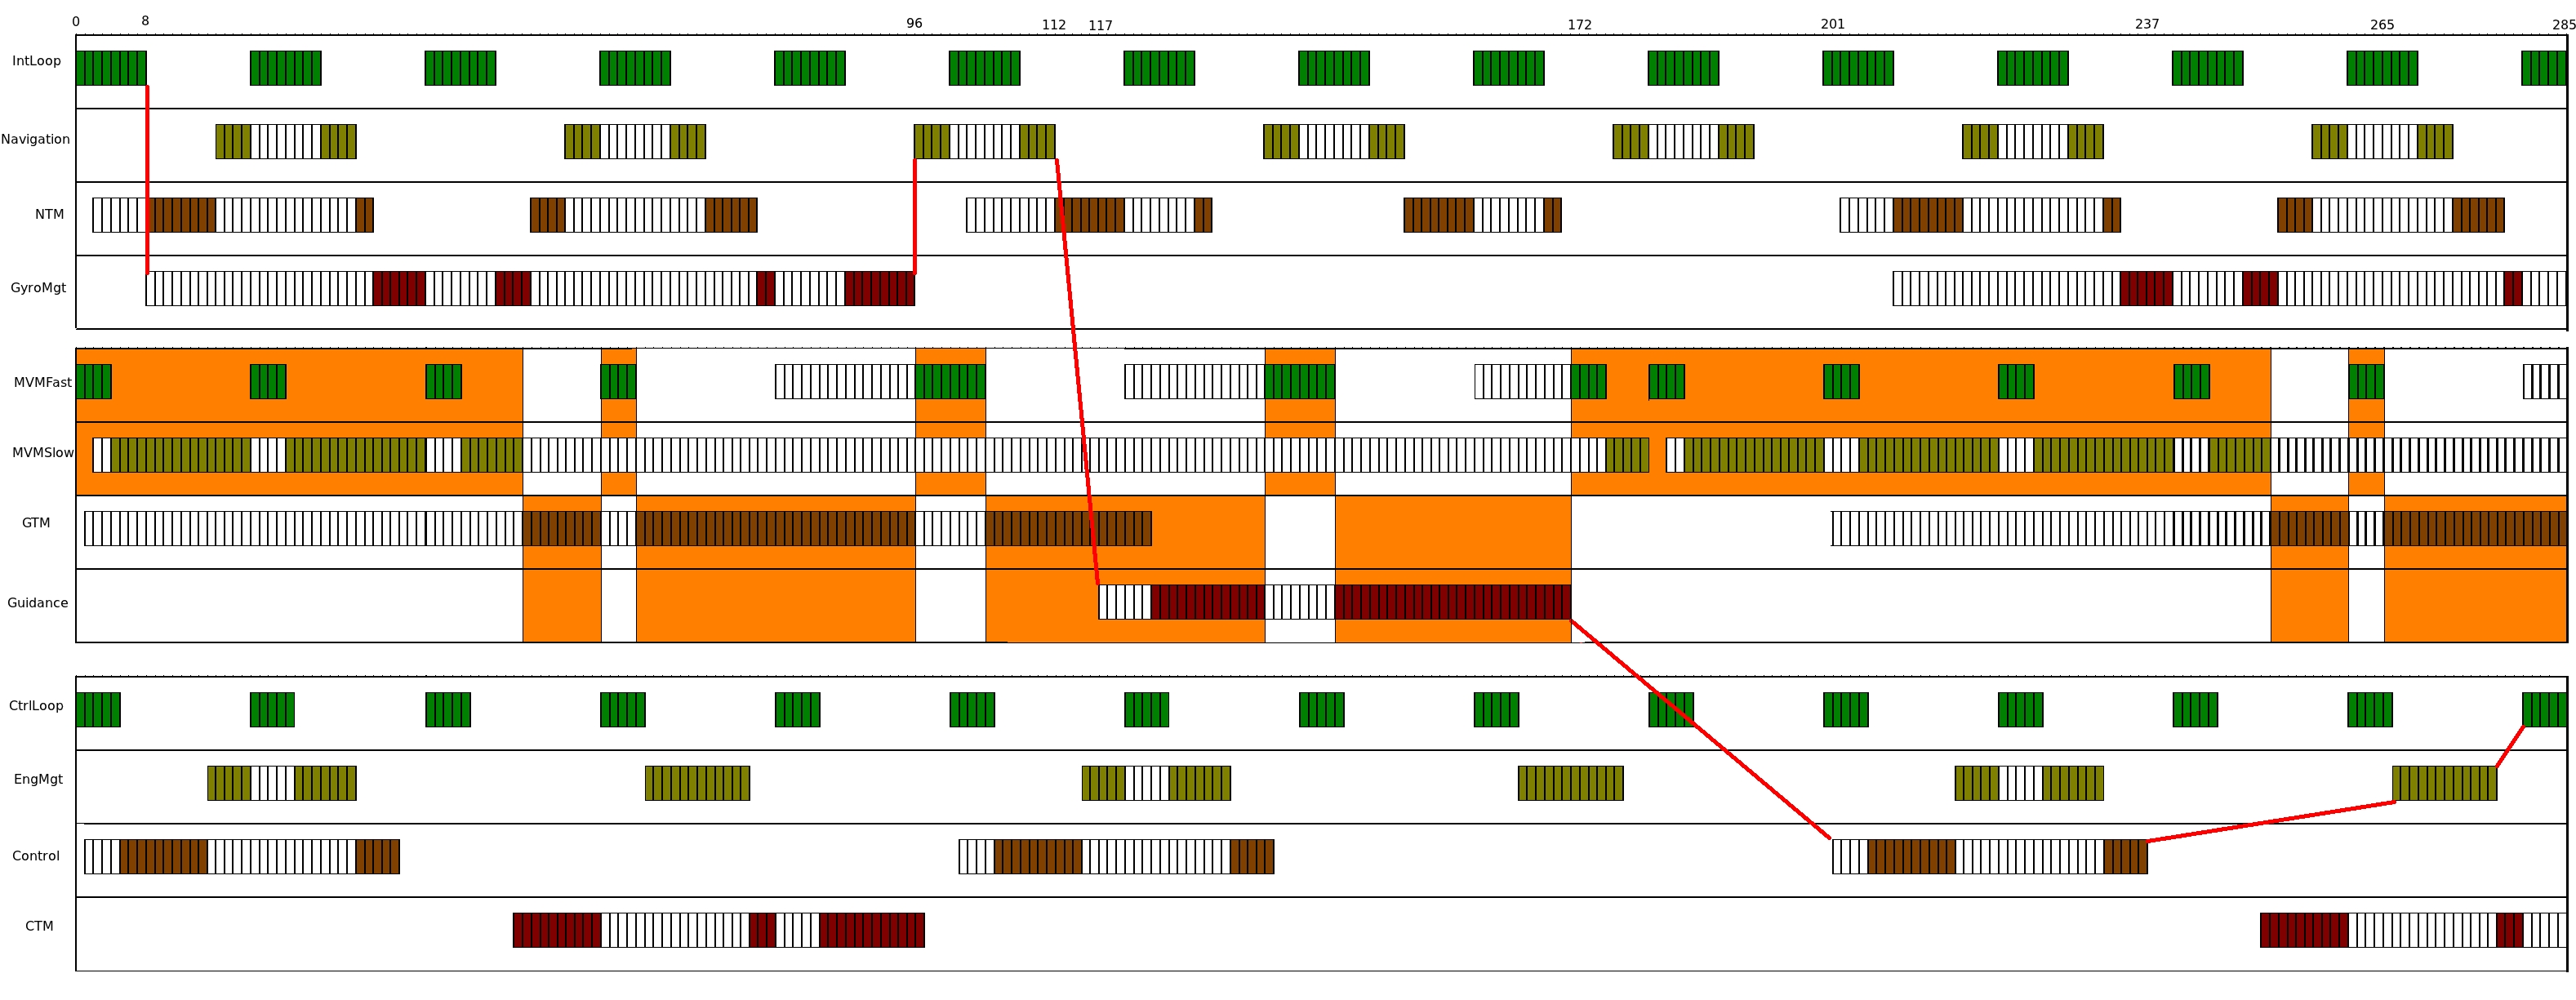 0 8 96 112 117 172 201 237 265 285
IntLoop
Navigation
NTM
GyroMgt
MVMFast
MVMSlow
GTM
Guidance
CtrlLoop
EngMgt
Control
CTM